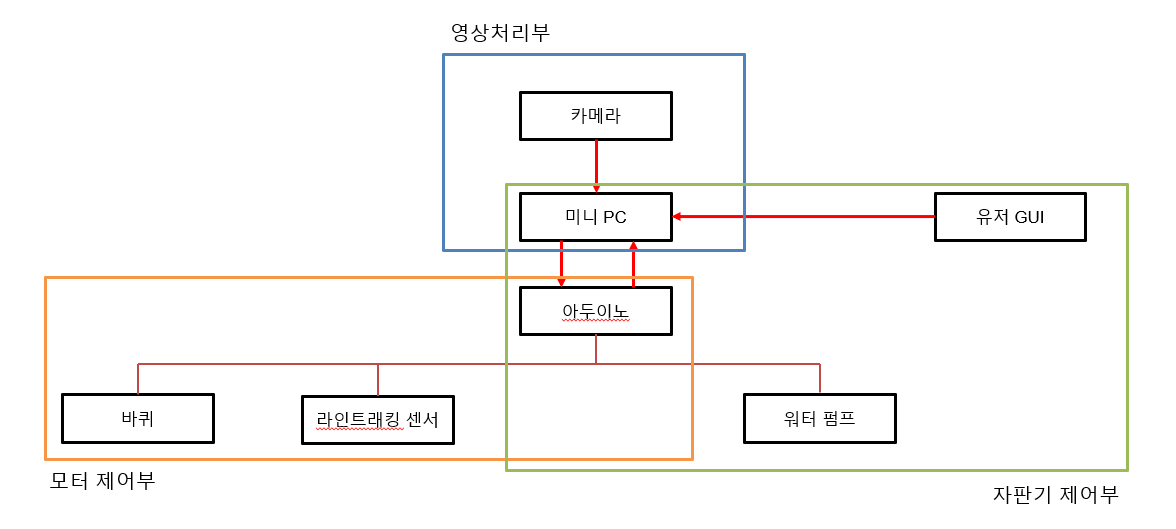 영상처리부
카메라
미니 PC
유저 GUI
아두이노
바퀴
라인트래킹 센서
워터 펌프
모터 제어부
자판기 제어부